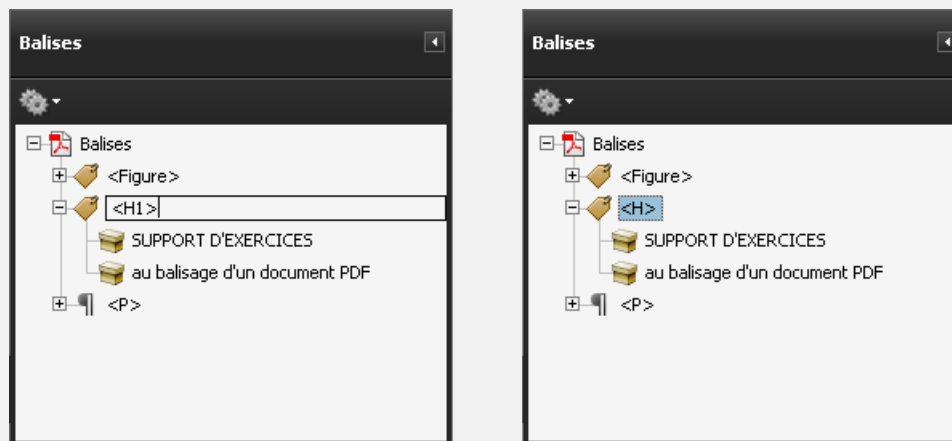 Balises
Balises
<Figure>
<H1>
SUPPORT D'EXERCICES
au balisage d'un document PDF
<P>
Balises
Balises
<Figure>
<H>
SUPPORT D'EXERCICES
au balisage d'un document PDF
<P>